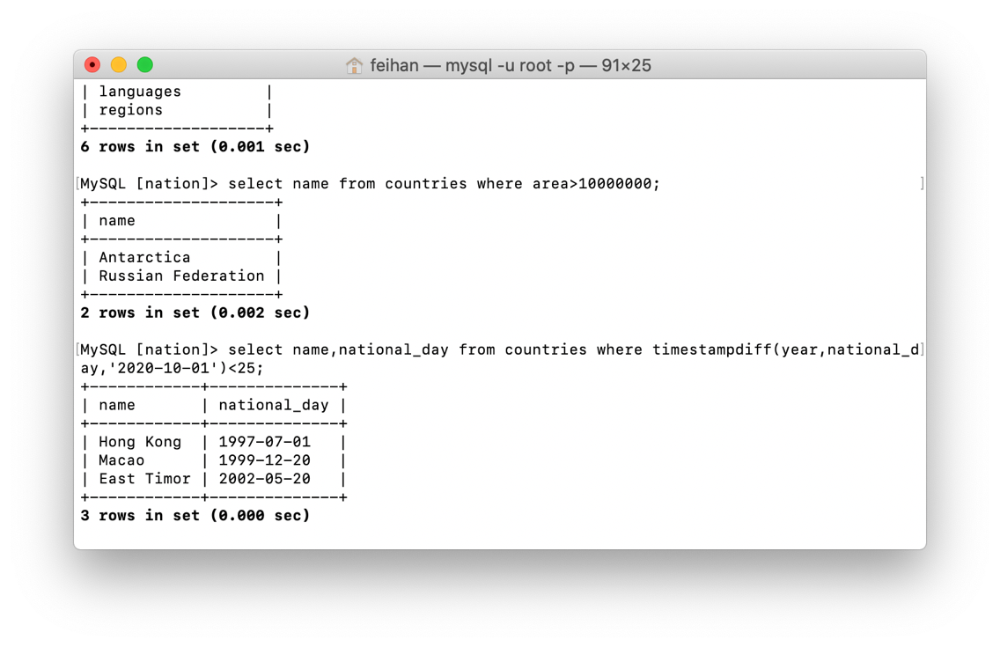 feihan — mysql -u root -p — 91×25
| languages         |
| regions           |
+-------------------+
6 rows in set (0.001 sec)
[MySQL [nation]> select name from countries where area>10000000; ]
+--------------------+
| name               |
+--------------------+
| Antarctica         |
| Russian Federation |
+--------------------+
2 rows in set (0.002 sec)
[MySQL [nation]> select name,national_day from countries where timestampdiff(year,national_d]
ay,'2020-10-01')<25;
+------------+--------------+
| name       | national_day |
+------------+--------------+
| Hong Kong  | 1997-07-01   |
| Macao      | 1999-12-20   |
| East Timor | 2002-05-20   |
+------------+--------------+
3 rows in set (0.000 sec)